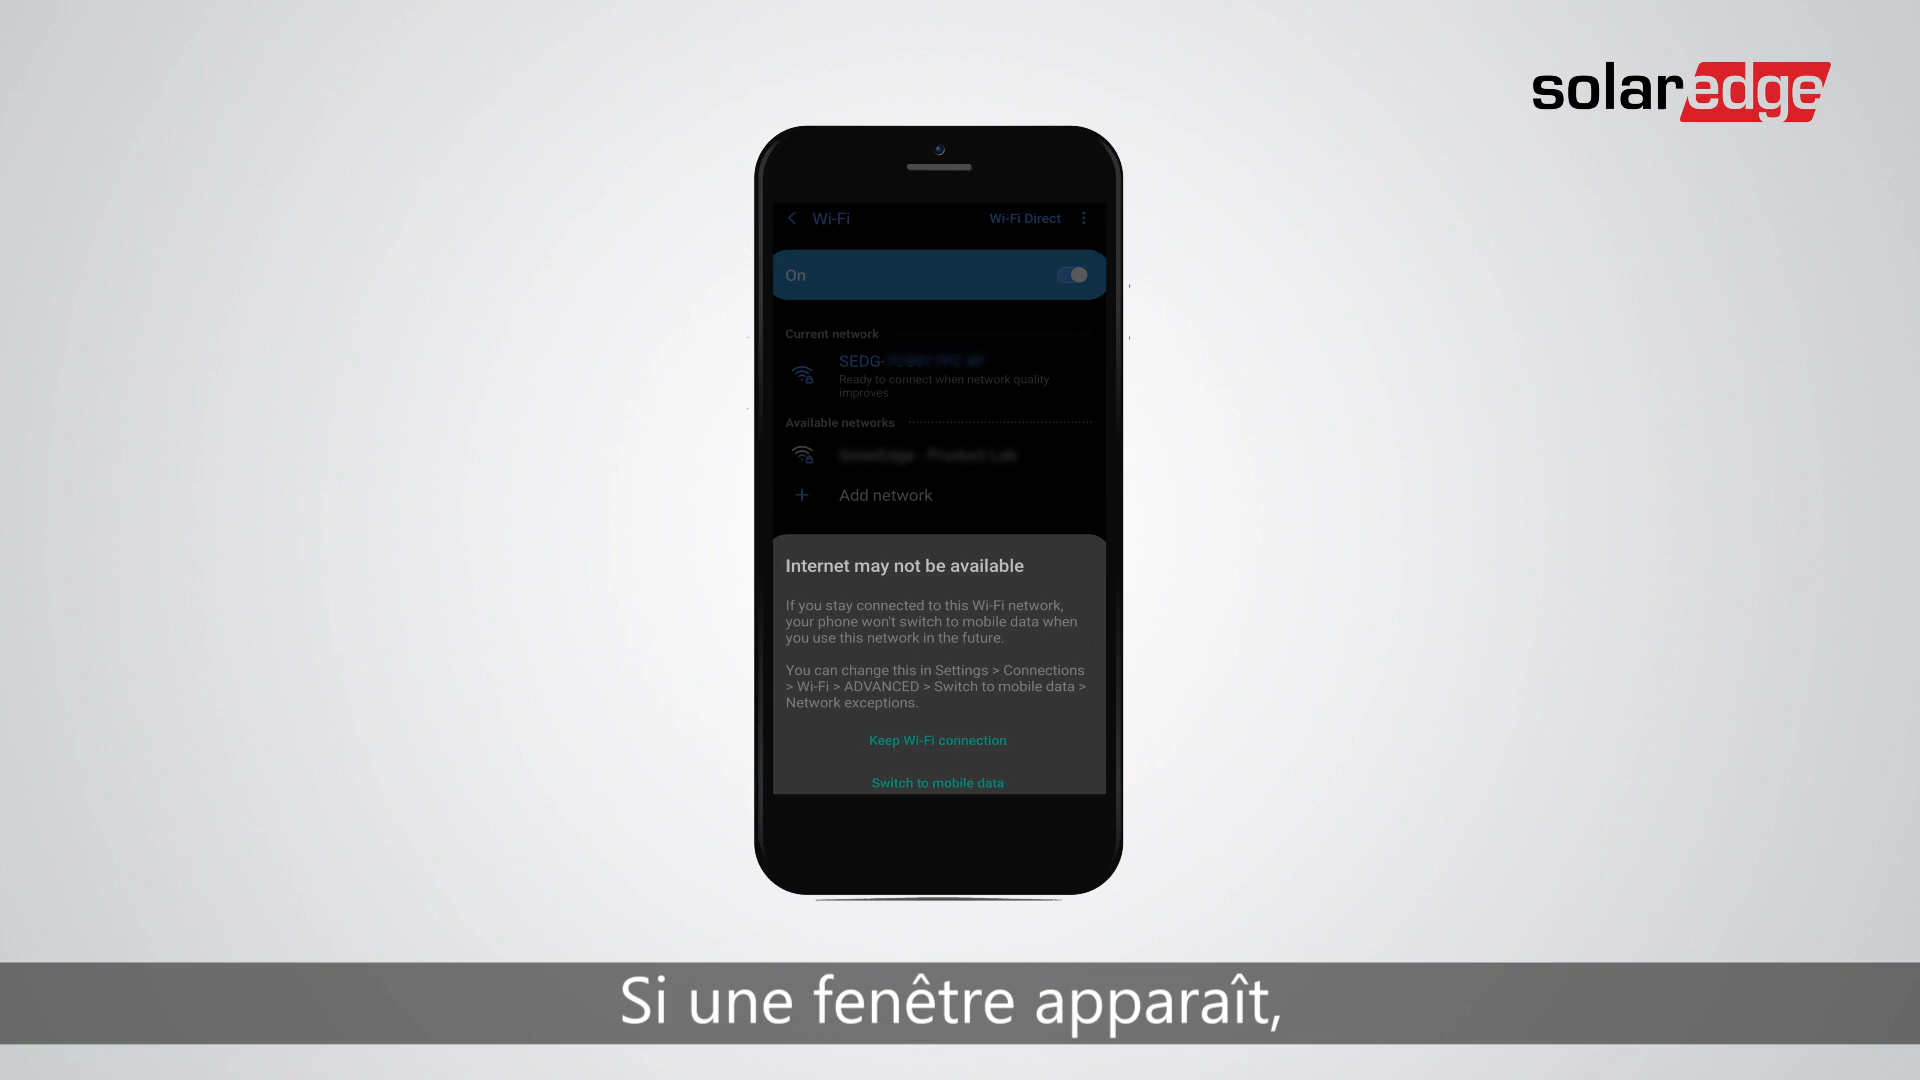 solaredge
Wi-Fi
Wi-Fi Direct
On
Current network
SEDG-
Ready to connect when network quality
improves
Available networks
Add network
Internet may not be available
If you stay connected to this Wi-Fi network,
your phone won't switch to mobile data when
you use this network in the future.
You can change this in Settings > Connections
> Wi-Fi > ADVANCED > Switch to mobile data >
Network exceptions.
Keep Wi-Fi connection
Switch to mobile data
Si une fenêtre apparaît,